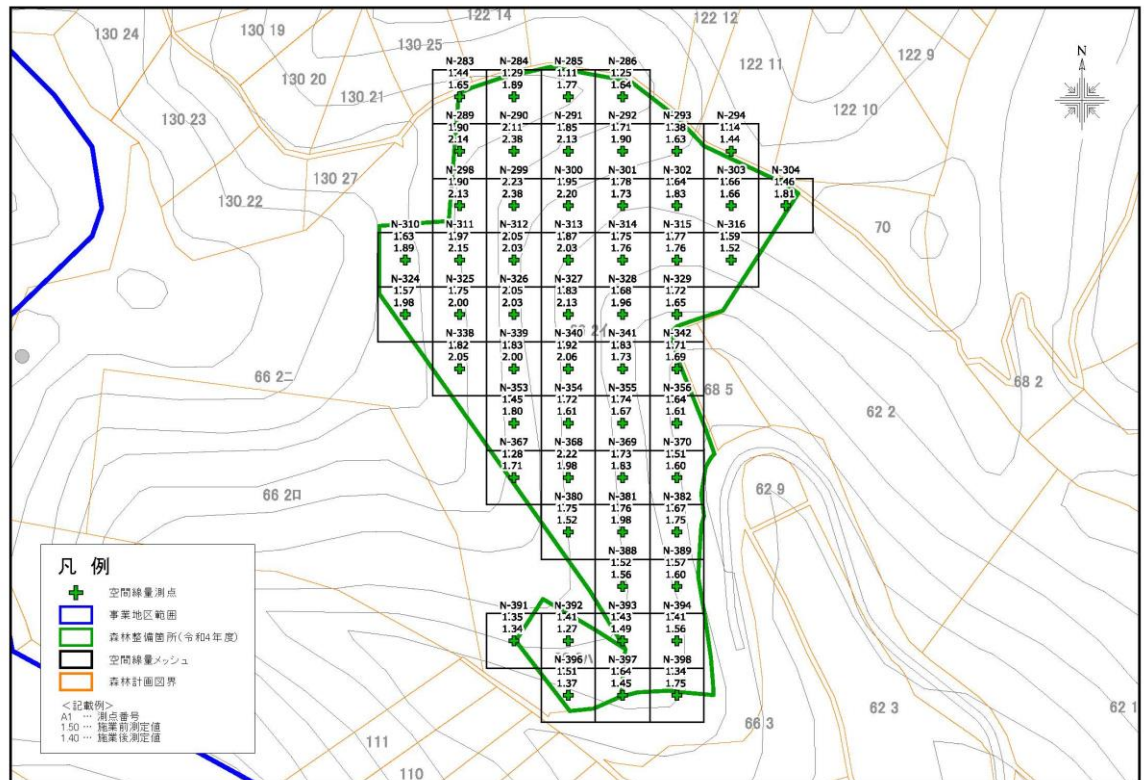 122 14
122 12
130 24
130 19
130 25
122 9
N
N-283 N-284 N-285 N-286
1.44 1.29 1.11 1.25
1.65 1.89 1.77 1.64
122 11
130 20
130 21
122 10
130 23
N-289 N-290 N-291 N-292 N-293 N-294
1.90 2.11 1.85 1.71 1.38 1.14
2.14 2.38 2.13 1.90 1.63 1.44
130 27
130 22
N-298 N-299 N-300 N-301 N-302 N-303 N-304
1.90 2.23 1.95 1.78 1.64 1.66 1.46
2.13 2.38 2.20 1.73 1.83 1.66 1.81
70
N-310 N-311 N-312 N-313 N-314 N-315 N-316
1.63 1.97 2.05 1.87 1.75 1.77 1.59
1.89 2.15 2.03 2.03 1.76 1.76 1.52
N-324 N-325 N-326 N-327 N-328 N-329
1.57 1.75 2.05 1.83 1.68 1.72
1.98 2.00 2.03 2.13 1.96 1.65
N-338 N-339 N-340 N-341 N-342
1.82 1.83 1.92 1.83 1.71
2.05 2.00 2.06 1.73 1.69
66 2ニ
68 5
68 2
62 2
N-353 N-354 N-355 N-356
1.45 1.72 1.74 1.64
1.80 1.61 1.67 1.61
N-367 N-368 N-369 N-370
1.28 2.22 1.73 1.51
1.71 1.98 1.83 1.60
66 2ロ
62 9
N-380 N-381 N-382
1.75 1.76 1.67
1.52 1.98 1.75
N-388 N-389
1.52 1.57
1.56 1.60
N-391 N-392 N-393 N-394
1.35 1.41 1.43 1.41
1.34 1.27 1.49 1.56
N-396 N-397 N-398
1.51 1.64 1.34
1.37 1.45 1.75
66 3
62 3
62 1
111
110
凡 例
空間線量測点
事業地区範囲
森林整備箇所(令和4年度)
空間線量メッシュ
森林計画図界
<記載例>
A1 … 測点番号
1.50 … 施業前測定値
1.40 … 施業後測定値